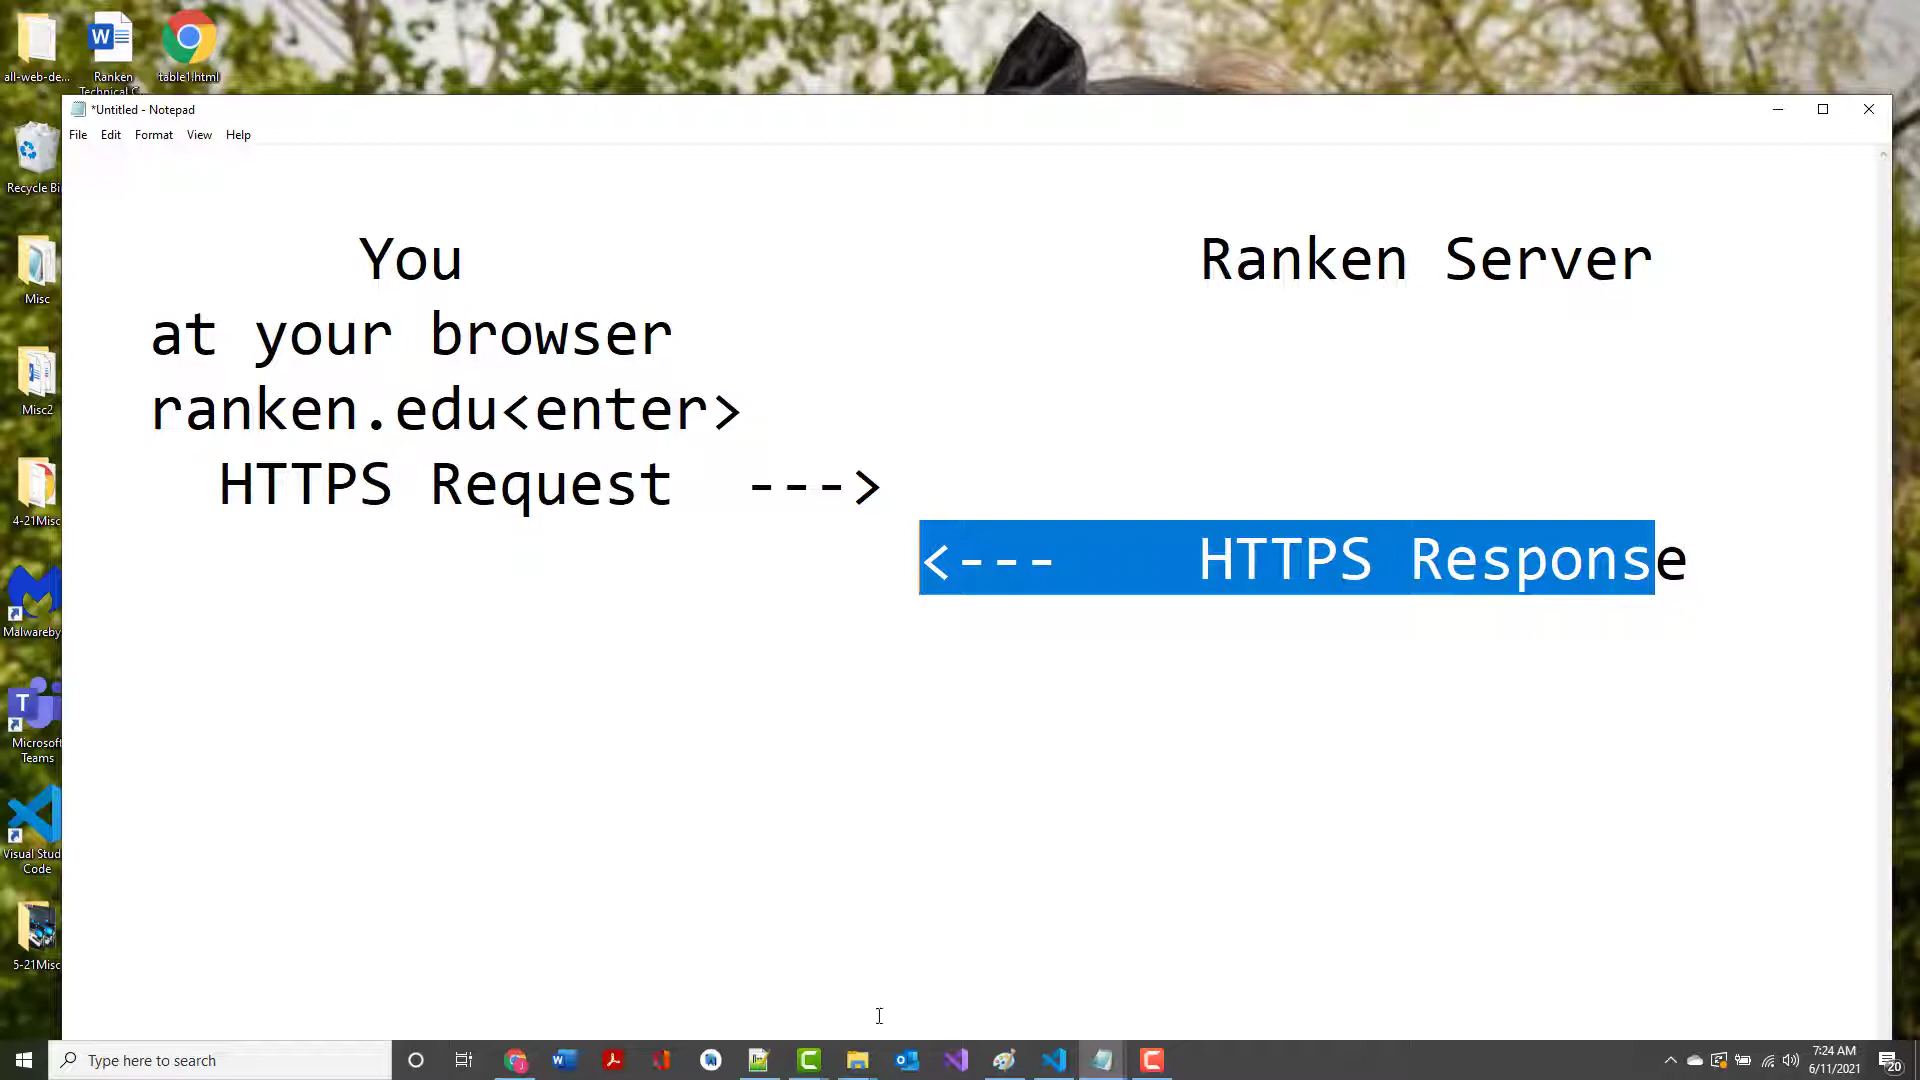 all-web-de...
Ranken
Technical C
table1.html
*Untitled - Notepad
File Edit Format View Help
Recycle Bi
Misc
Misc2
4-21Misc
Malwareby
Microsoft
Teams
Visual Stud
Code
5-21Misc
You Ranken Server
at your browser
ranken.edu<enter>
HTTPS Request --->
<--- HTTPS Response
Type here to search
7:24 AM
6/11/2021
20